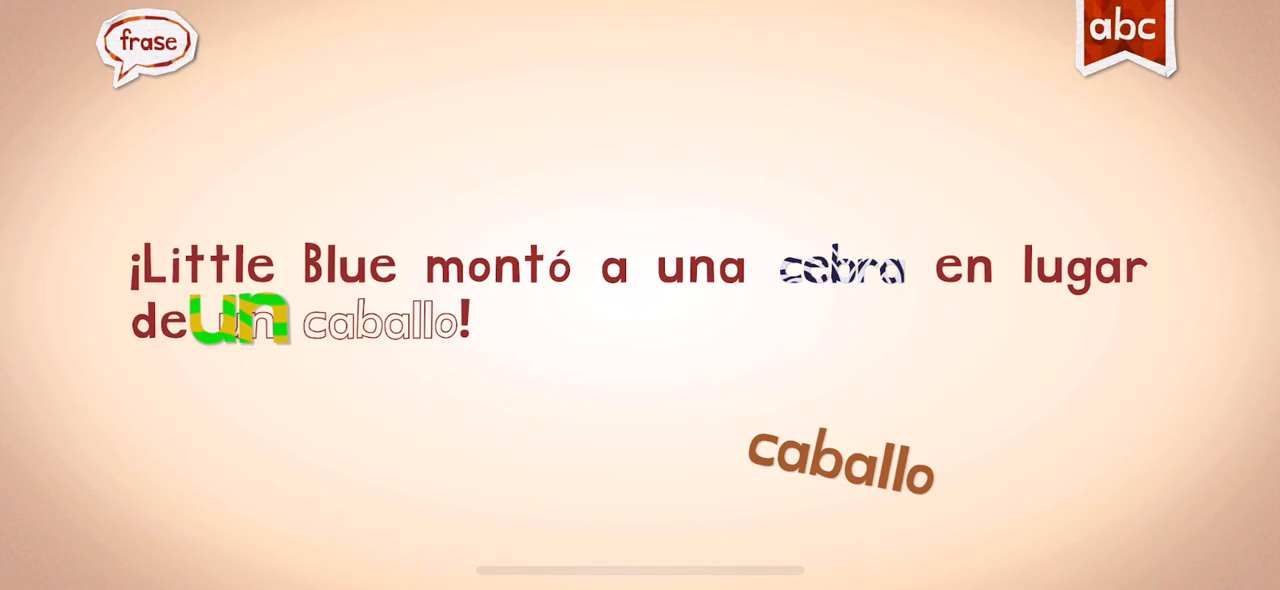 frase
abc
¡Little Blue montó a una cebra en lugar
de un caballo!
caballo